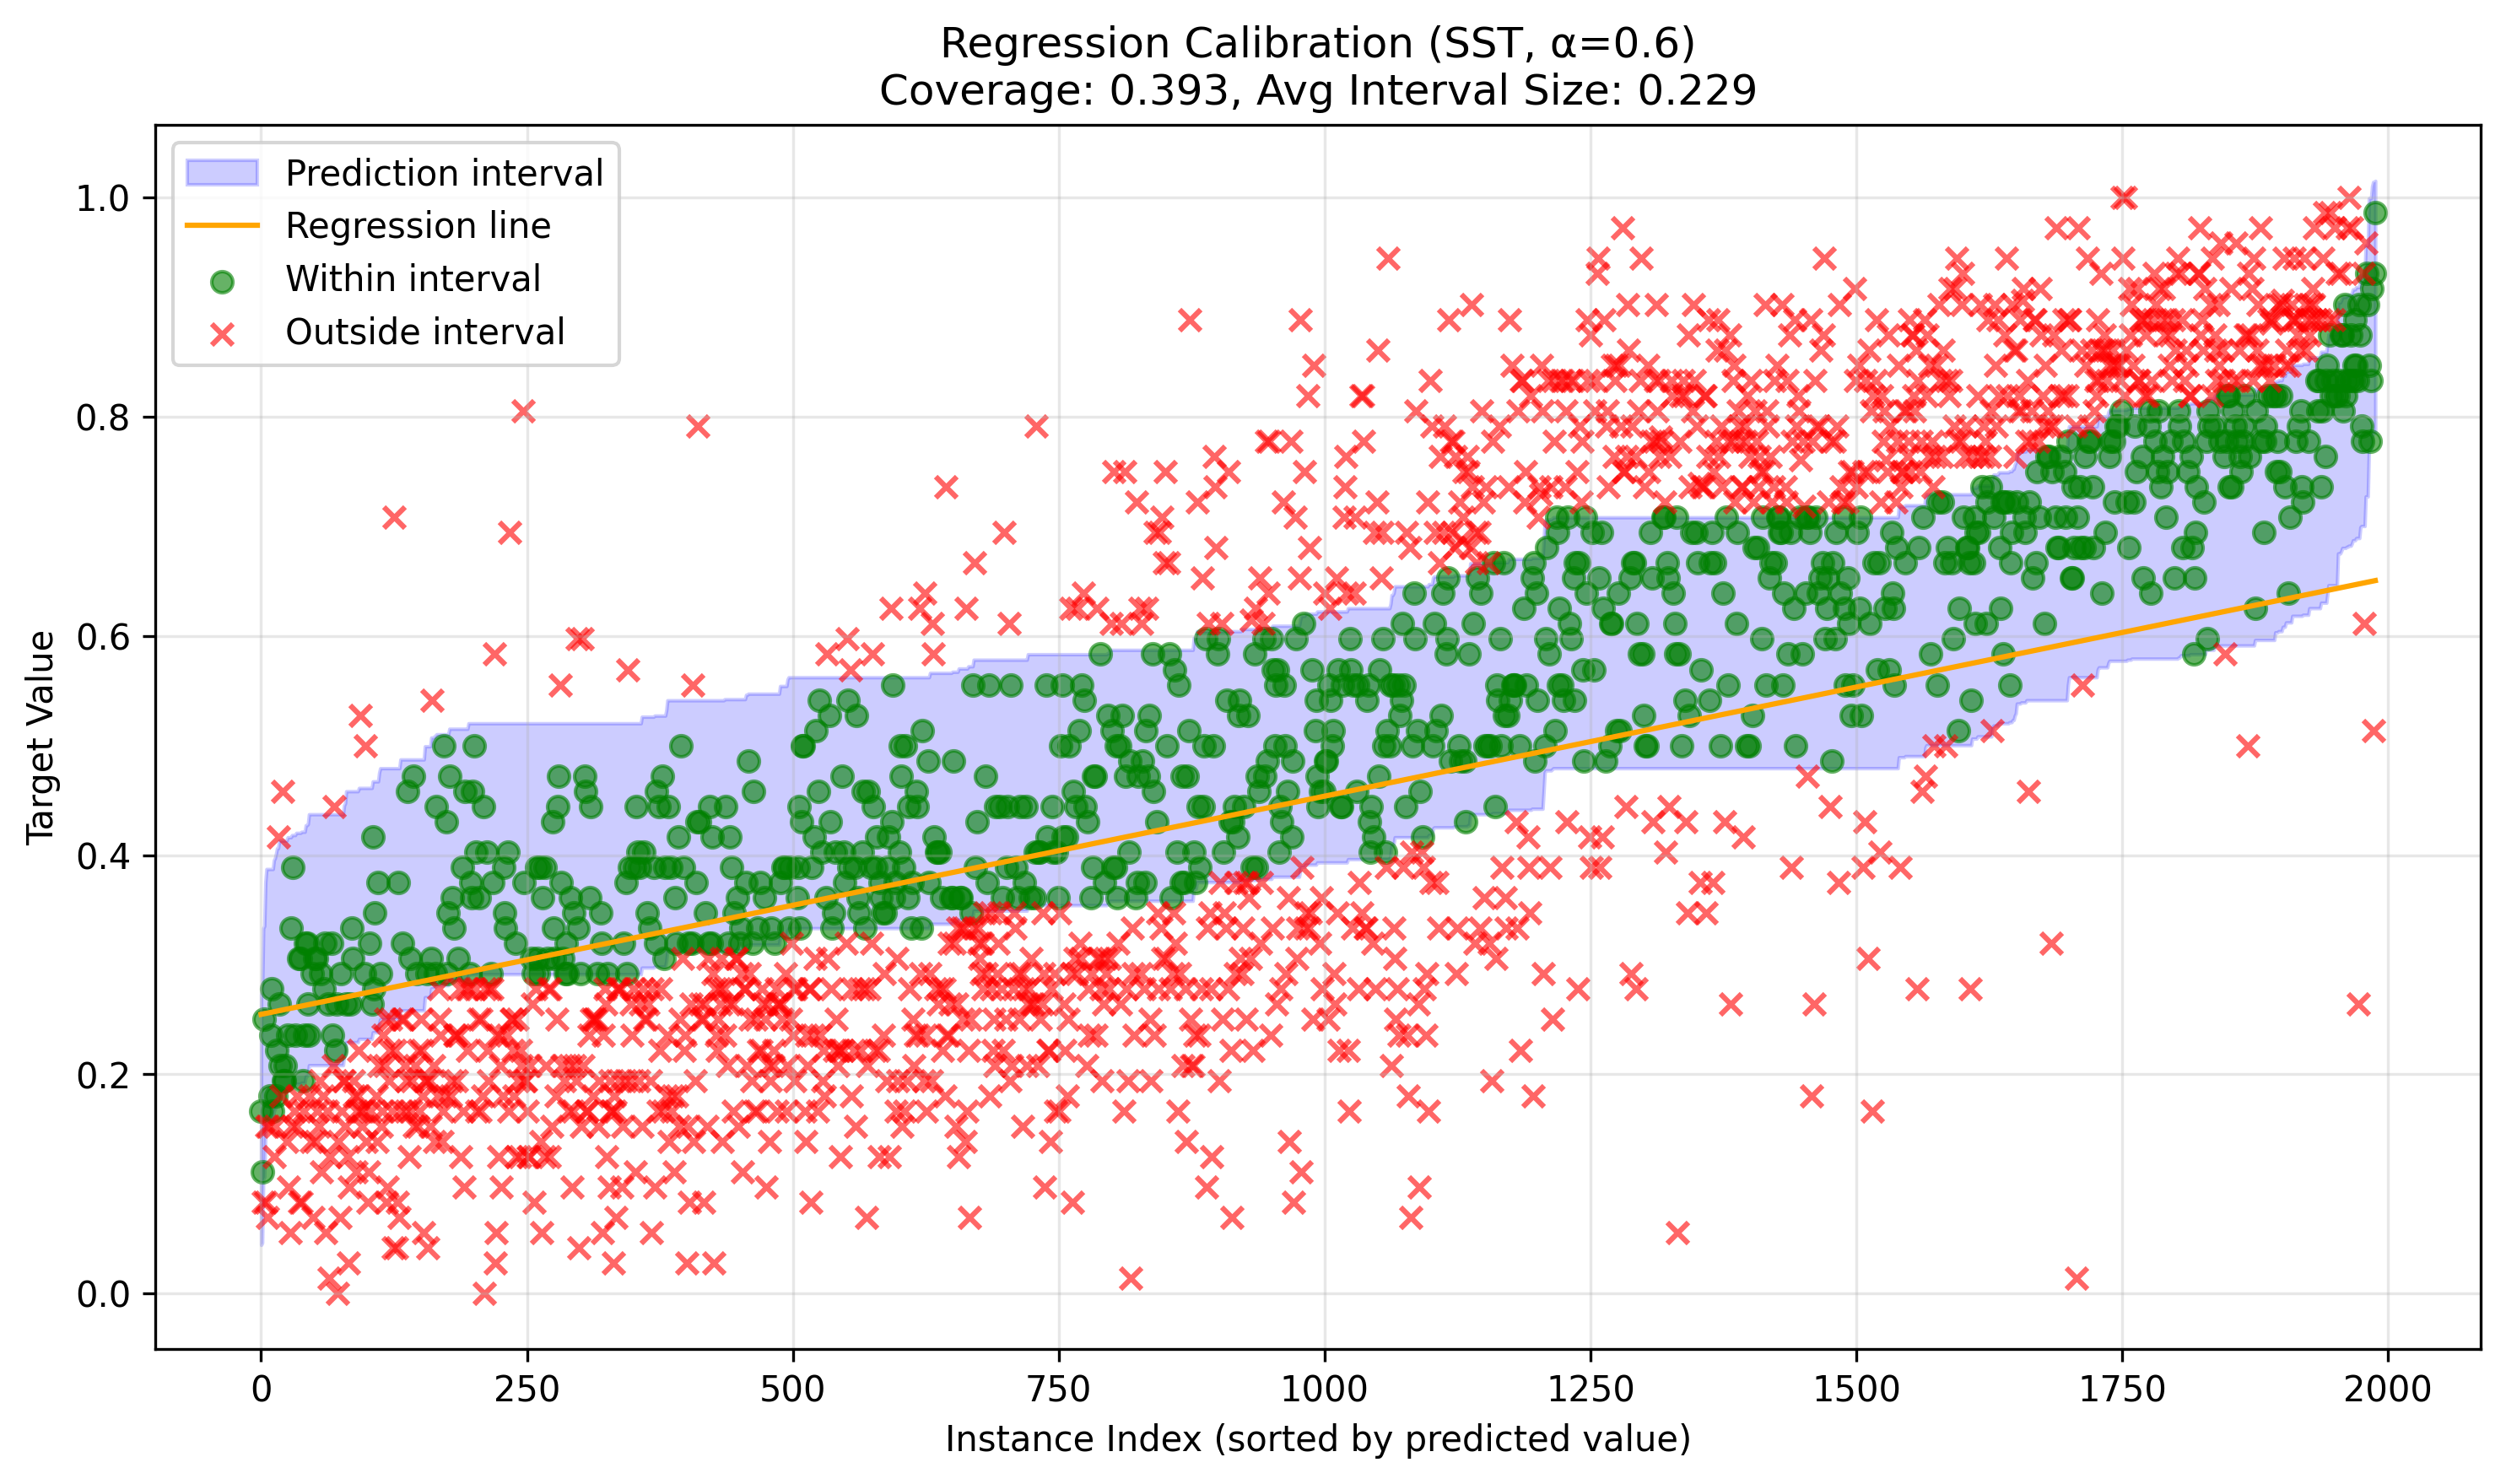 Regression Calibration (SST, α=0.6)
Coverage: 0.393, Avg Interval Size: 0.229
Prediction interval
Regression line
Within interval
Outside interval
Target Value
1.0
0.8
0.6
0.4
0.2
0.0
0 250 500 750 1000 1250 1500 1750 2000
Instance Index (sorted by predicted value)